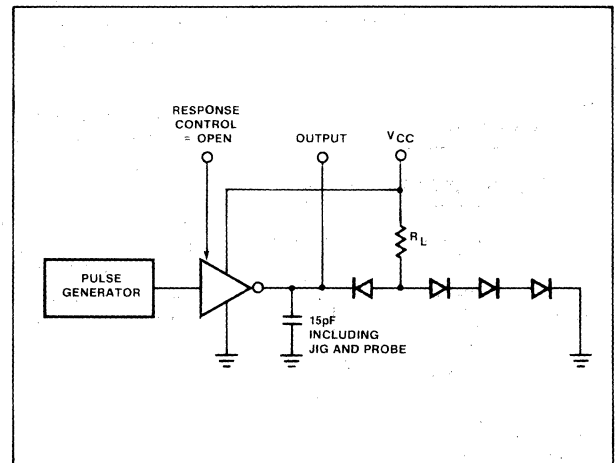 RESPONSE
CONTROL
= OPEN
OUTPUT
VCC
RL
PULSE
GENERATOR
15pF
INCLUDING
JIG AND PROBE